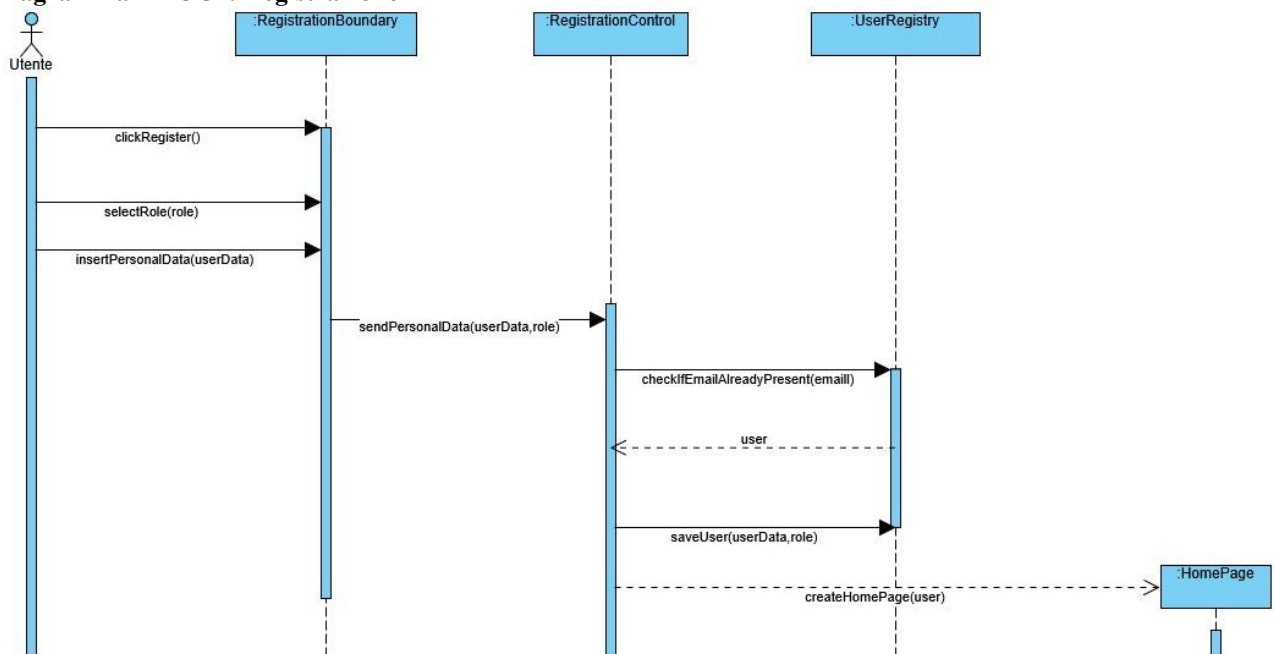 :RegistrationBoundary
:RegistrationControl
:UserRegistry
Utente
clickRegister()
selectRole(role)
insertPersonalData(userData)
sendPersonalData(userData,role)
checkIfEmailAlreadyPresent(emaill)
user
saveUser(userData,role)
:HomePage
createHomePage(user)